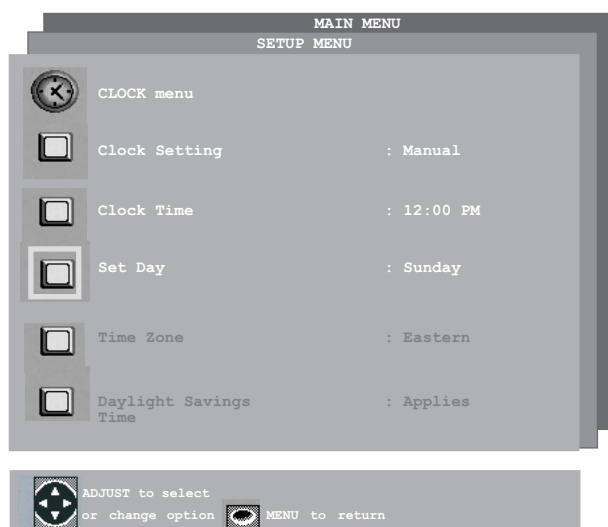 MAIN MENU
SETUP MENU
CLOCK menu
Clock Setting : Manual
Clock Time : 12:00 PM
Set Day : Sunday
Time Zone : Eastern
Daylight Savings : Applies
Time
ADJUST to select
or change option MENU to return